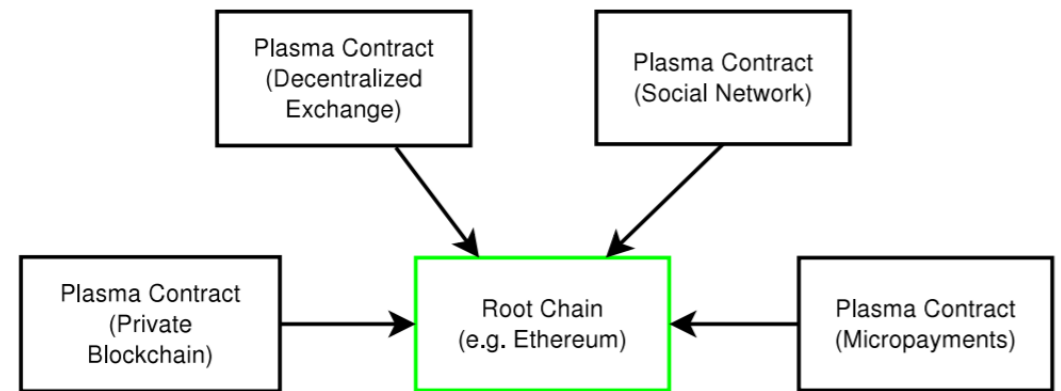 Plasma Contract
(Decentralized
Exchange)
Plasma Contract
(Social Network)
Plasma Contract
(Private
Blockchain)
Root Chain
(e.g. Ethereum)
Plasma Contract
(Micropayments)